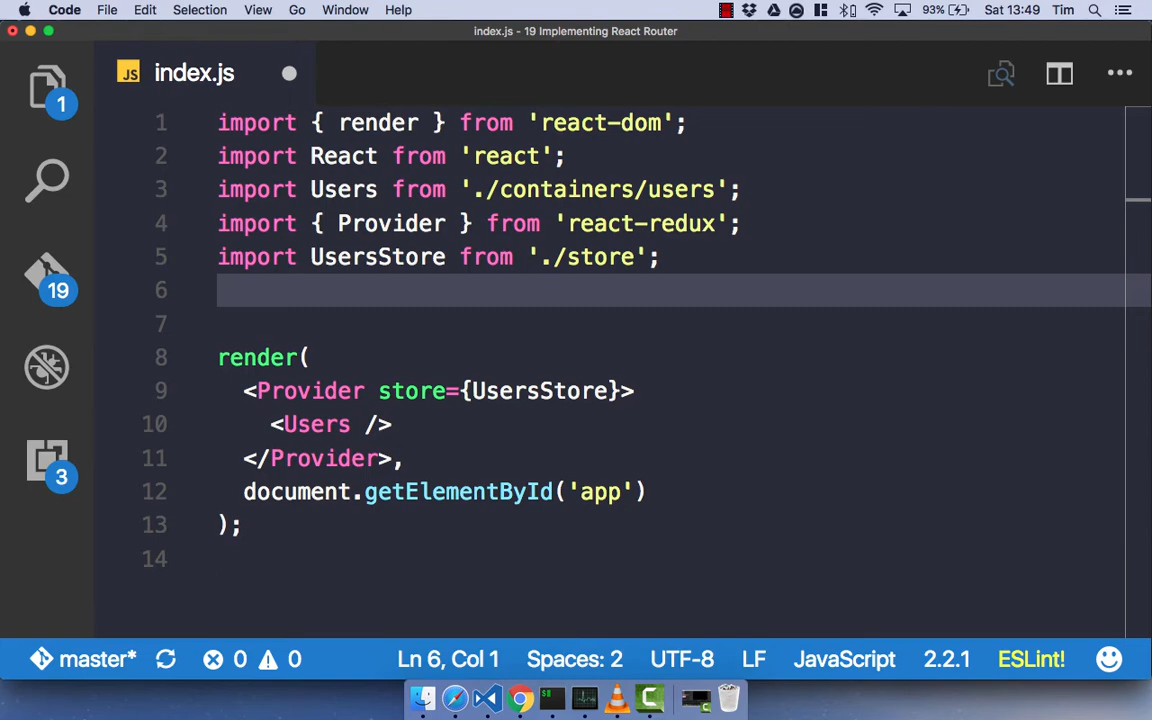 Code File Edit Selection View Go Window Help 93% Sat 13:49 Tim
index.js - 19 Implementing React Router
JS index.js
1
19
3
1 import { render } from 'react-dom';
2 import React from 'react';
3 import Users from './containers/users';
4 import { Provider } from 'react-redux';
5 import UsersStore from './store';
6
7
8 render(
9 <Provider store={UsersStore}>
10 <Users />
11 </Provider>,
12 document.getElementById('app')
13 );
14
master* 0 0 Ln 6, Col 1 Spaces: 2 UTF-8 LF JavaScript 2.2.1 ESLint!